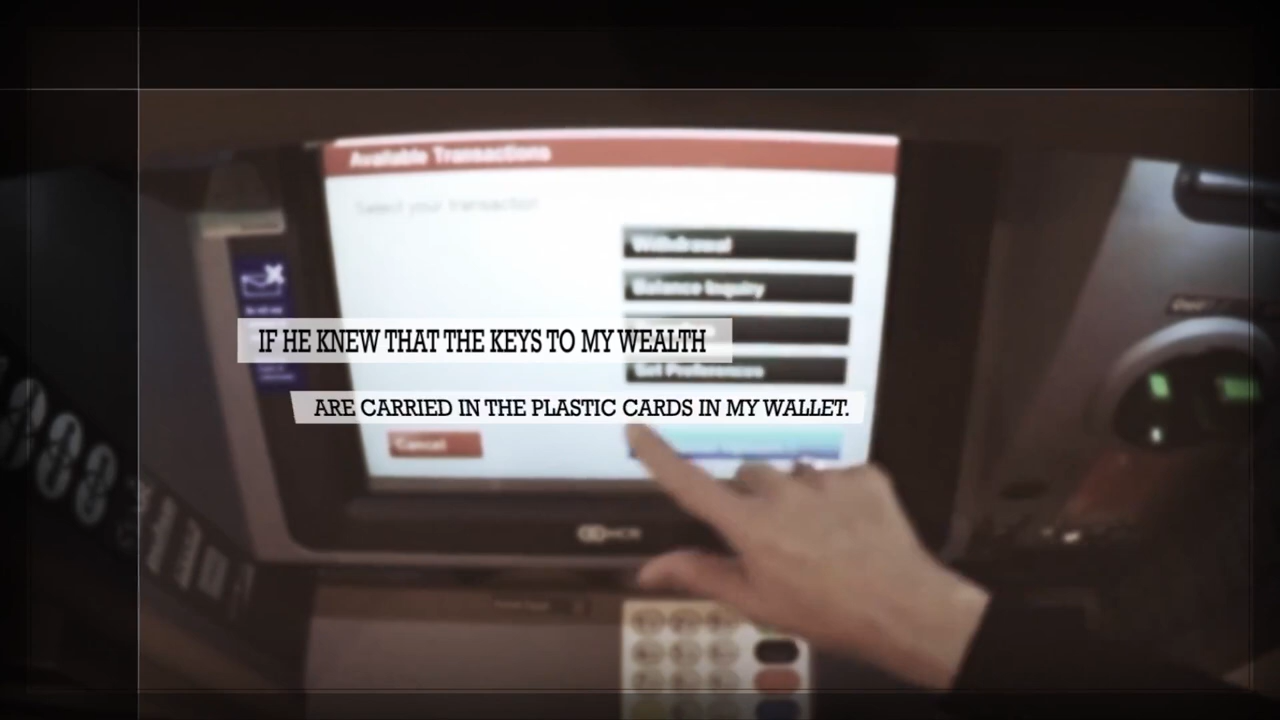 Available Transactions
Select your transaction
Withdrawal
Balance Inquiry
IF HE KNEW THAT THE KEYS TO MY WEALTH
Set Preferences
ARE CARRIED IN THE PLASTIC CARDS IN MY WALLET.
Cancel
NCR